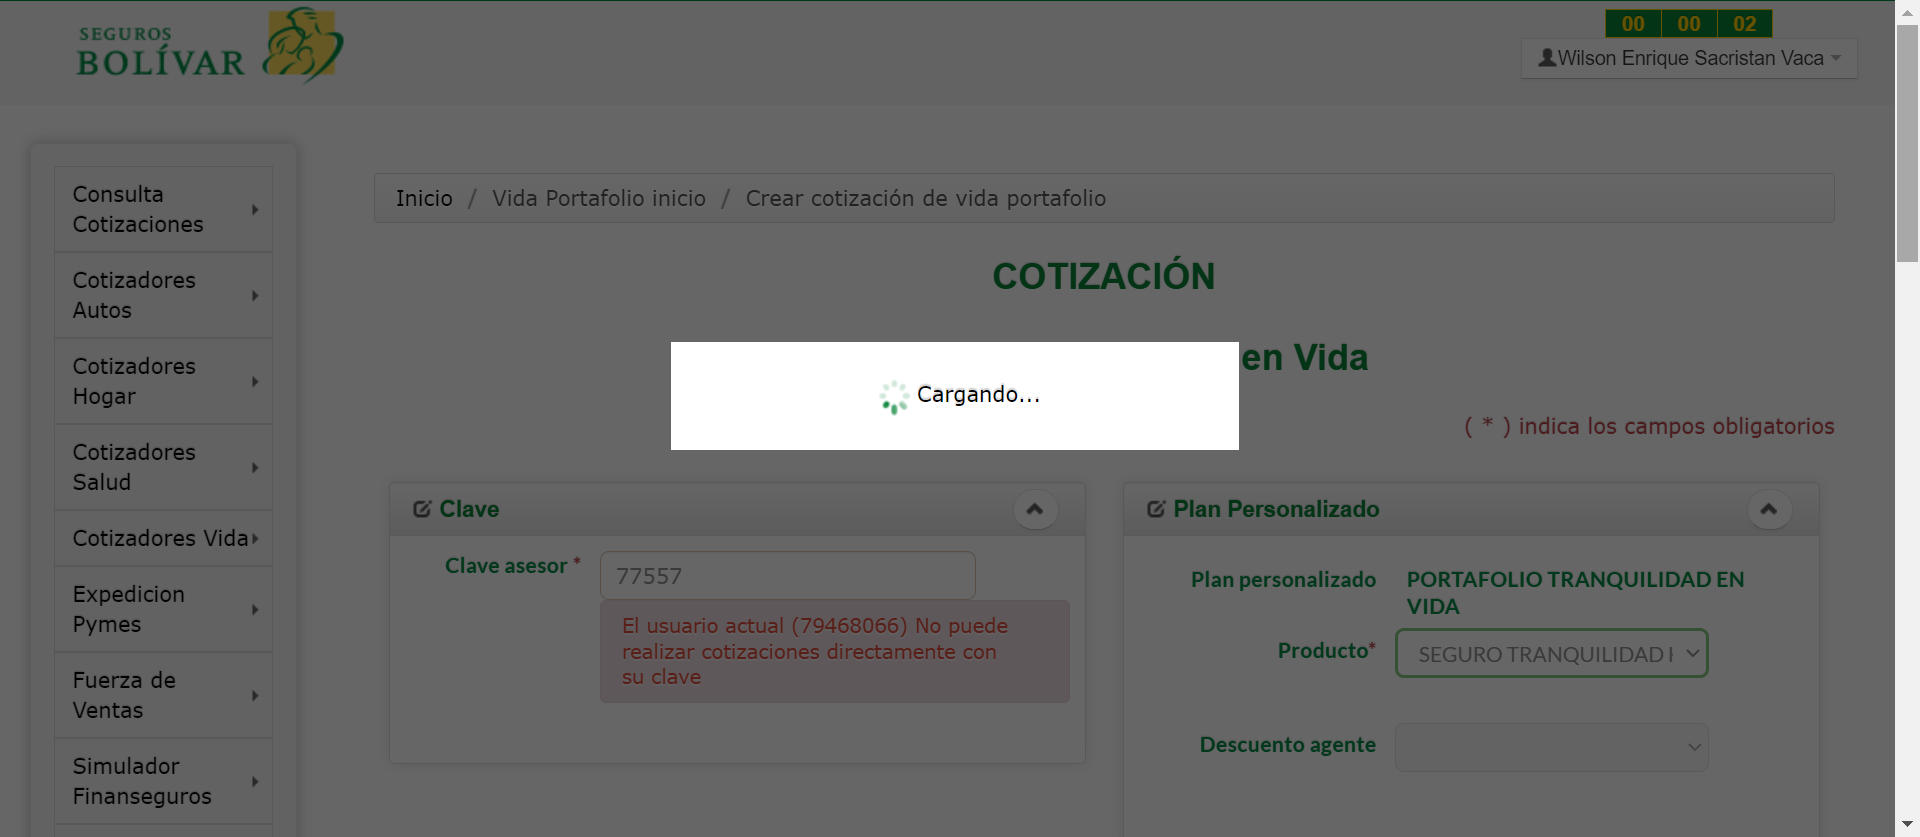 SEGUROS
BOLÍVAR
00 00 02
Wilson Enrique Sacristan Vaca
Consulta
Cotizaciones
Cotizadores
Autos
Cotizadores
Hogar
Cotizadores
Salud
Cotizadores Vida
Expedicion
Pymes
Fuerza de
Ventas
Simulador
Finanseguros
Inicio / Vida Portafolio inicio / Crear cotización de vida portafolio
COTIZACIÓN
en Vida
Cargando...
( * ) indica los campos obligatorios
Clave
Clave asesor *
77557
El usuario actual (79468066) No puede
realizar cotizaciones directamente con
su clave
Plan Personalizado
Plan personalizado
PORTAFOLIO TRANQUILIDAD EN
VIDA
Producto*
SEGURO TRANQUILIDAD
Descuento agente